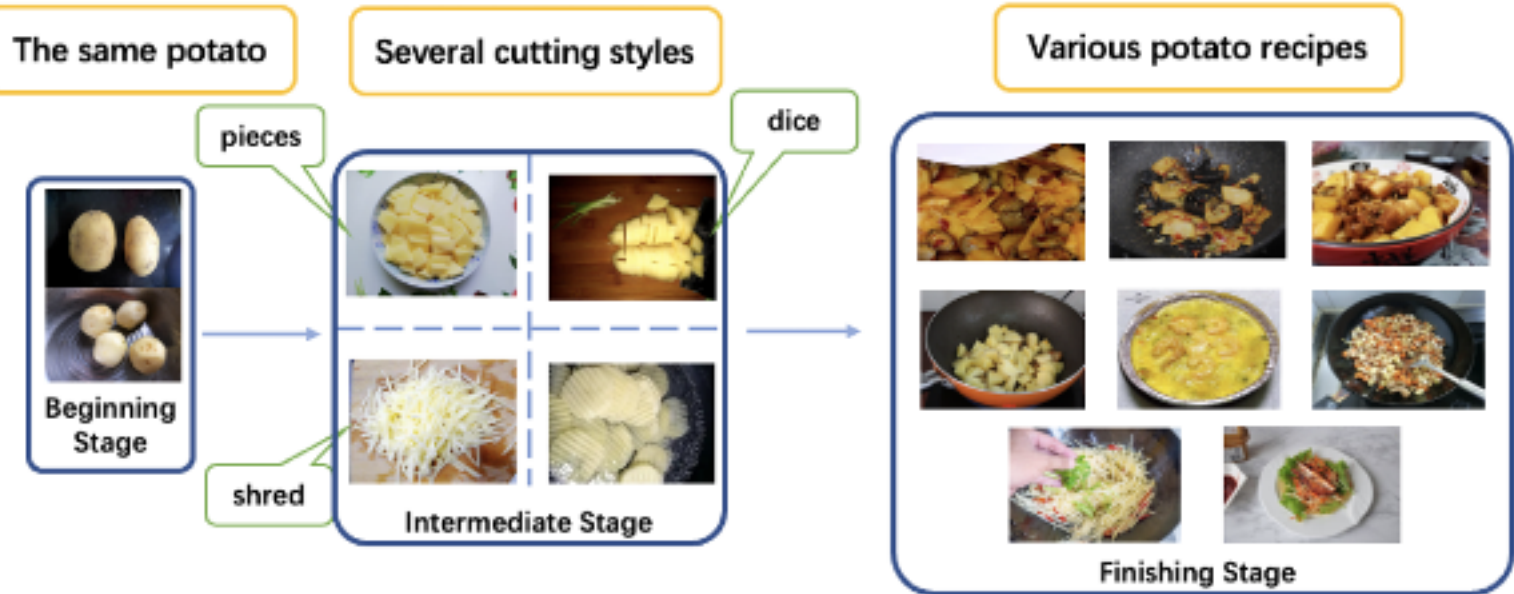 The same potato
Several cutting styles
Various potato recipes
pieces
dice
Beginning
Stage
shred
Intermediate Stage
Finishing Stage